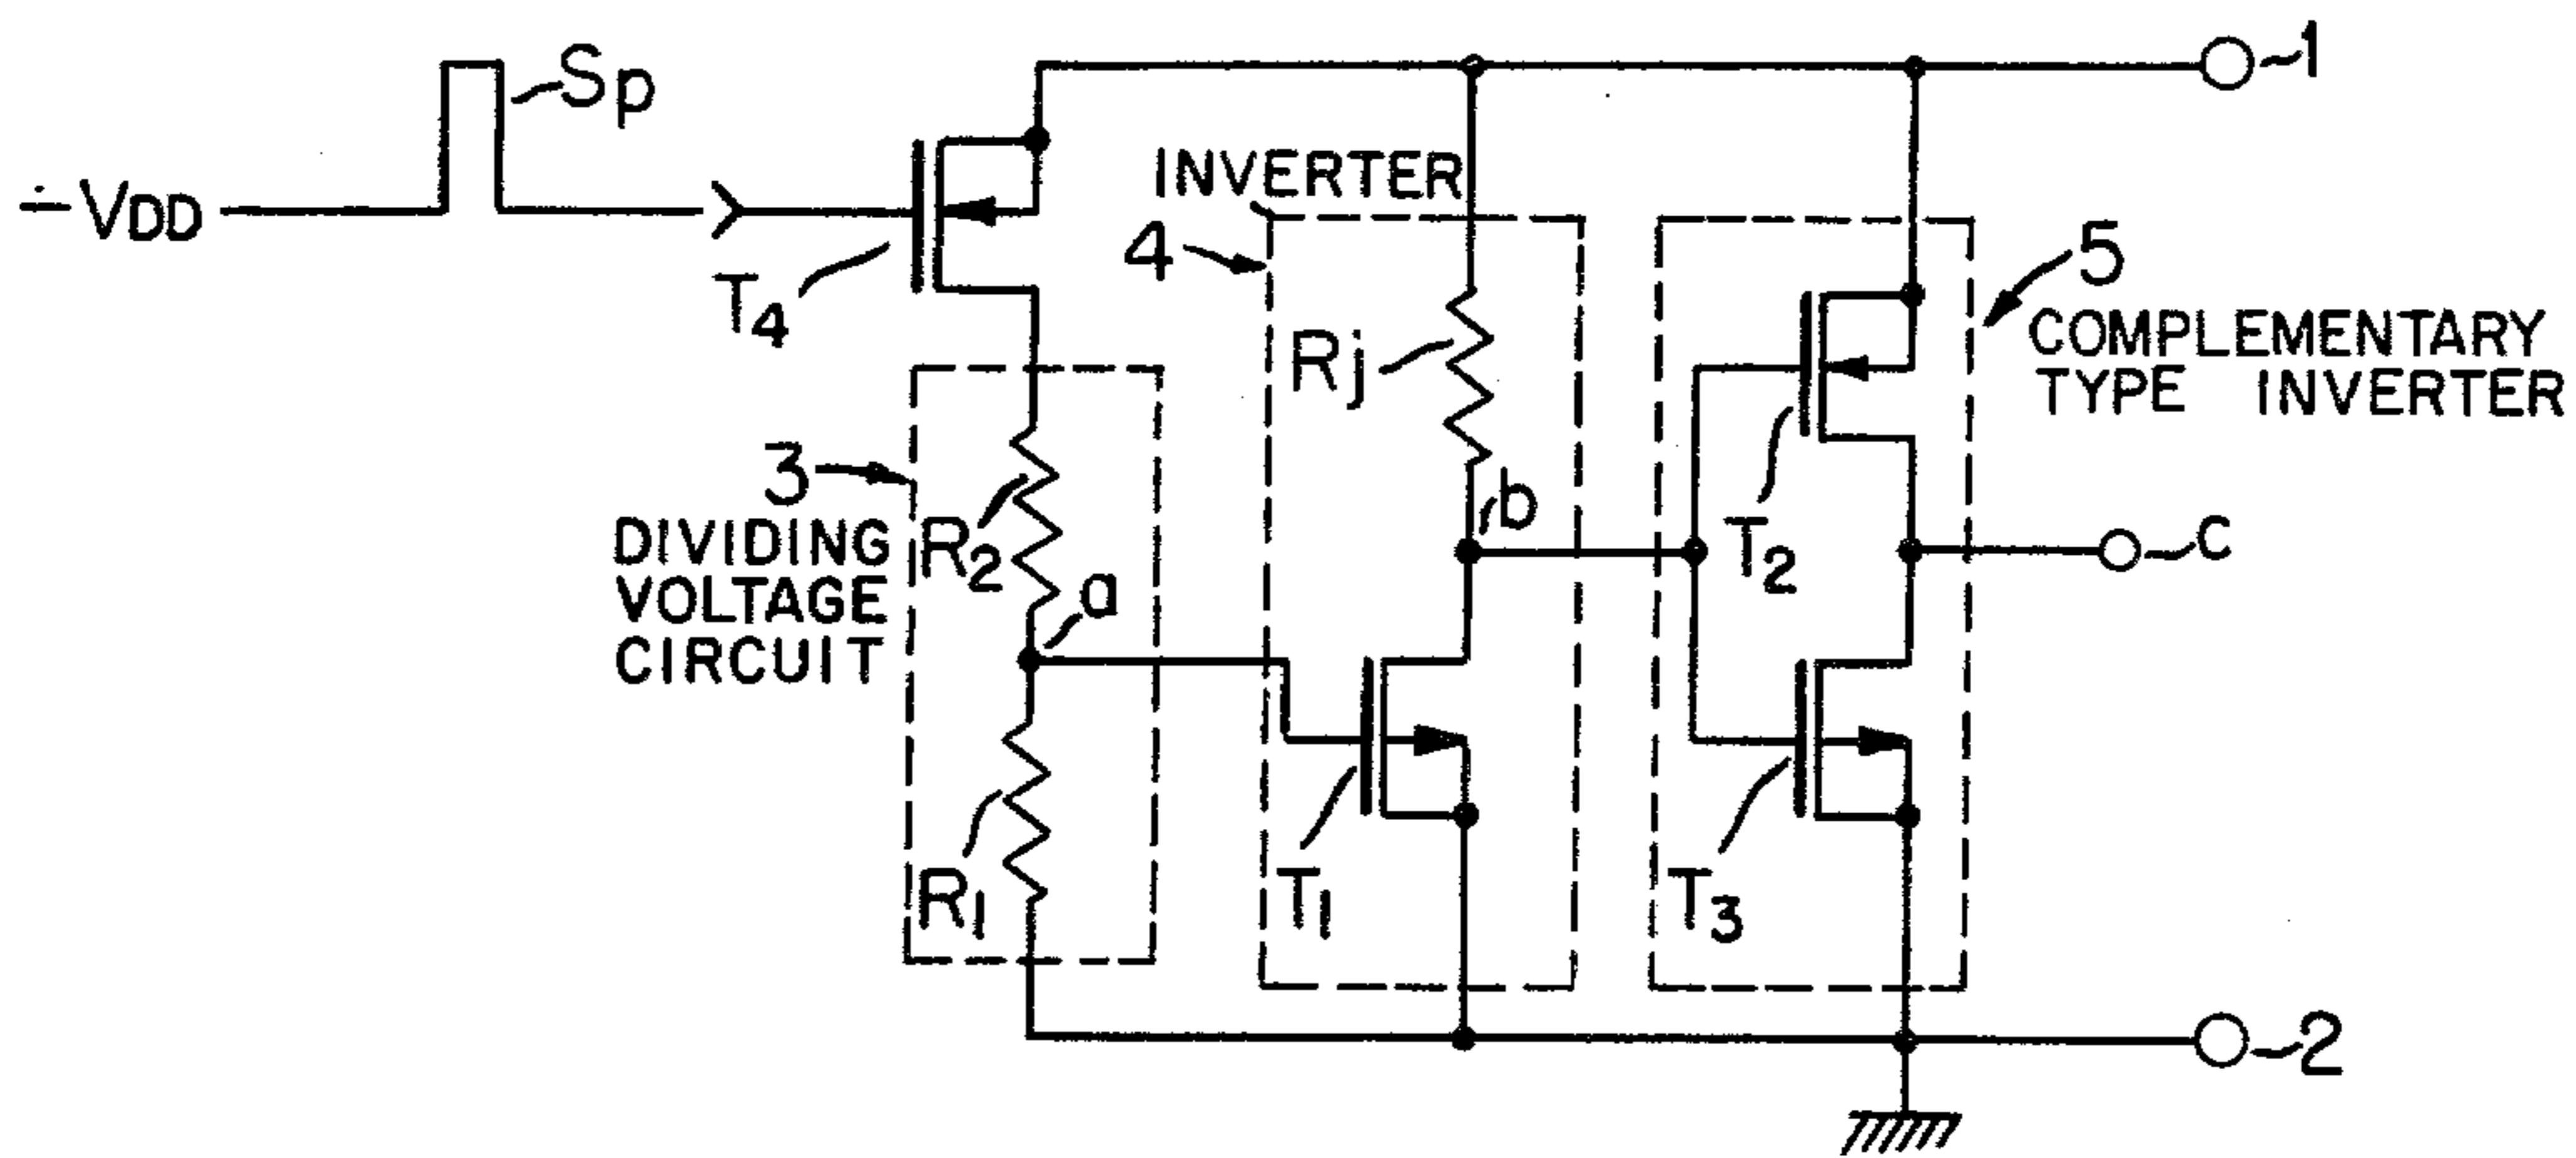 1
Sp
-VDD
INVERTER
4
T4
5
COMPLEMENTARY
TYPE INVERTER
Rj
3
DIVIDING
VOLTAGE
CIRCUIT
R2
b
T2
c
a
R1
T1
T3
2